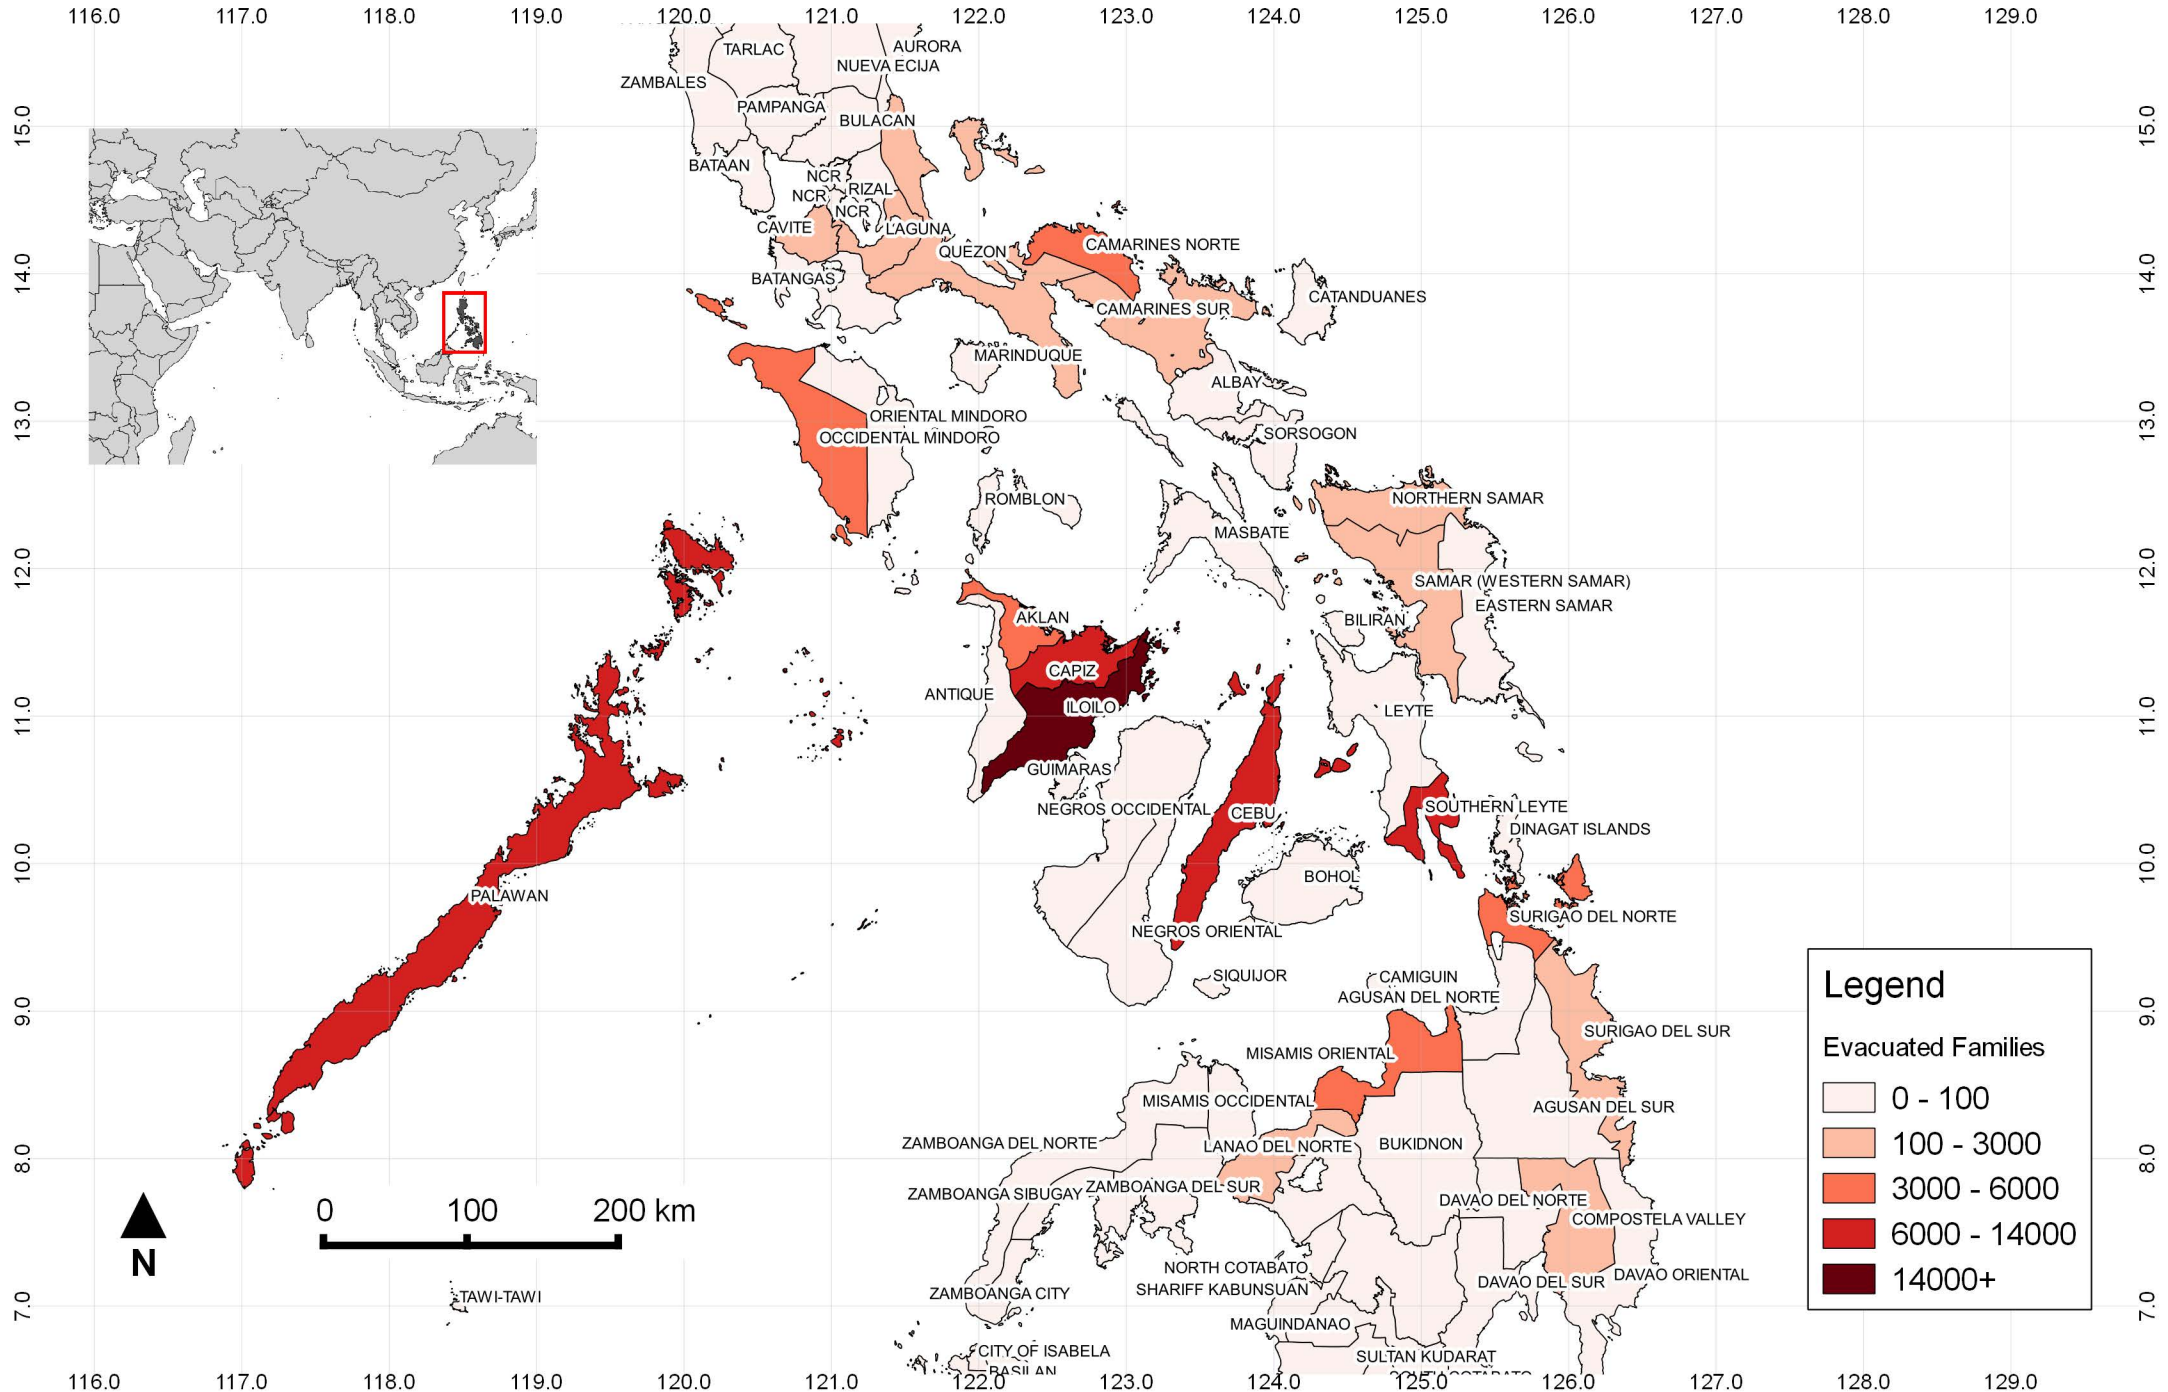 116.0 117.0 118.0 119.0 120.0 121.0 122.0 123.0 124.0 125.0 126.0 127.0 128.0 129.0
TARLAC
AURORA
NUEVA ECIJA
ZAMBALES
PAMPANGA
BULACAN
15.0
15.0
BATAAN
NCR
NCR
RIZAL
NCR
CAVITE
LAGUNA
QUEZON
CAMARINES NORTE
14.0
14.0
BATANGAS
CATANDUANES
CAMARINES SUR
MARINDUQUE
ALBAY
13.0
13.0
ORIENTAL MINDORO
OCCIDENTAL MINDORO
SORSOGON
ROMBLON
NORTHERN SAMAR
MASBATE
12.0
12.0
SAMAR (WESTERN SAMAR)
EASTERN SAMAR
AKLAN
BILIRAN
CAPIZ
ANTIQUE
ILOILO
LEYTE
11.0
11.0
GUIMARAS
NEGROS OCCIDENTAL
CEBU
SOUTHERN LEYTE
DINAGAT ISLANDS
10.0
10.0
BOHOL
PALAWAN
SURIGAO DEL NORTE
NEGROS ORIENTAL
SIQUIJOR
CAMIGUIN
AGUSAN DEL NORTE
9.0
9.0
SURIGAO DEL SUR
MISAMIS ORIENTAL
MISAMIS OCCIDENTAL
AGUSAN DEL SUR
ZAMBOANGA DEL NORTE
LANAO DEL NORTE
BUKIDNON
8.0
8.0
ZAMBOANGA SIBUGAY
ZAMBOANGA DEL SUR
DAVAO DEL NORTE
COMPOSTELA VALLEY
NORTH COTABATO
SHARIFF KABUNSUAN
DAVAO DEL SUR
DAVAO ORIENTAL
ZAMBOANGA CITY
TAWI-TAWI
7.0
7.0
MAGUINDANAO
CITY OF ISABELA
BASILAN
SULTAN KUDARAT
Legend
Evacuated Families
0 - 100
100 - 3000
3000 - 6000
6000 - 14000
14000+
N
0 100 200 km
116.0 117.0 118.0 119.0 120.0 121.0 122.0 123.0 124.0 125.0 126.0 127.0 128.0 129.0